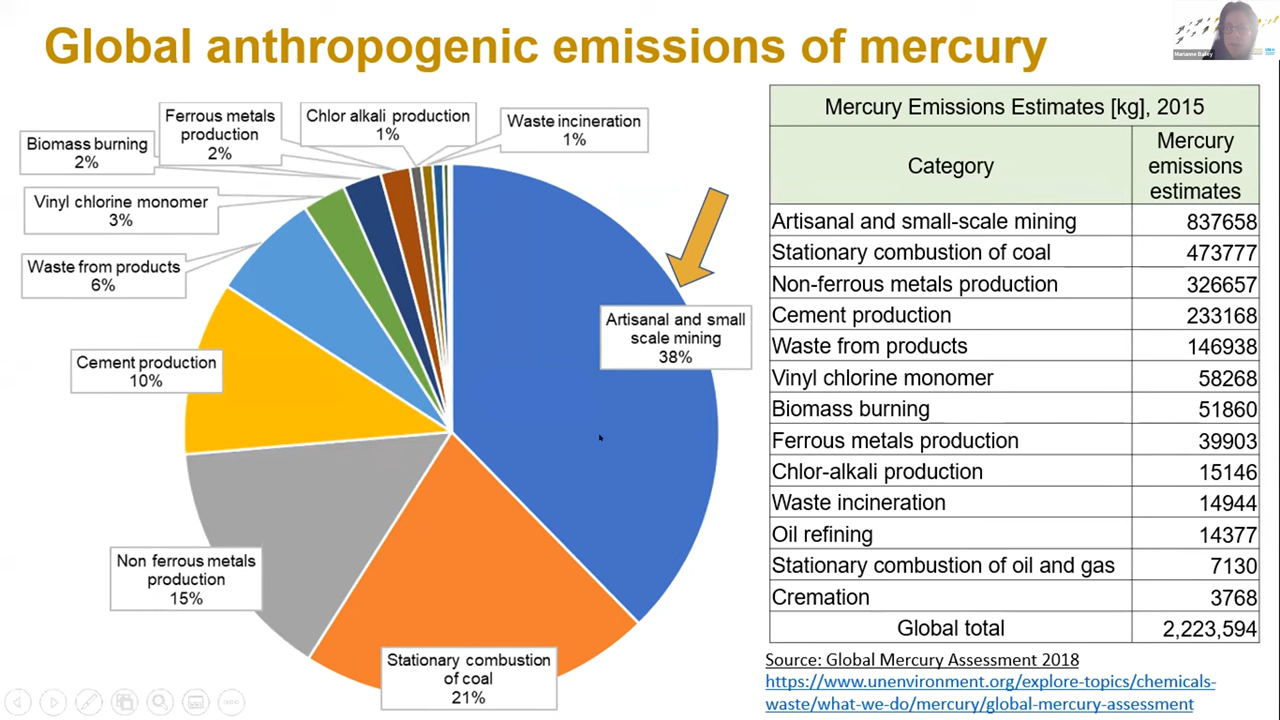 Global anthropogenic emissions of mercury
Marianne Bailey
Ferrous metals
production
2%
Chlor alkali production
1%
Waste incineration
1%
Biomass burning
2%
Vinyl chlorine monomer
3%
Waste from products
6%
Cement production
10%
Non ferrous metals
production
15%
Stationary combustion
of coal
21%
Artisanal and small
scale mining
38%
Mercury Emissions Estimates [kg], 2015
Category
Mercury
emissions
estimates
Artisanal and small-scale mining 837658
Stationary combustion of coal 473777
Non-ferrous metals production 326657
Cement production 233168
Waste from products 146938
Vinyl chlorine monomer 58268
Biomass burning 51860
Ferrous metals production 39903
Chlor-alkali production 15146
Waste incineration 14944
Oil refining 14377
Stationary combustion of oil and gas 7130
Cremation 3768
Global total 2,223,594
Source: Global Mercury Assessment 2018
https://www.unenvironment.org/explore-topics/chemicals-
waste/what-we-do/mercury/global-mercury-assessment